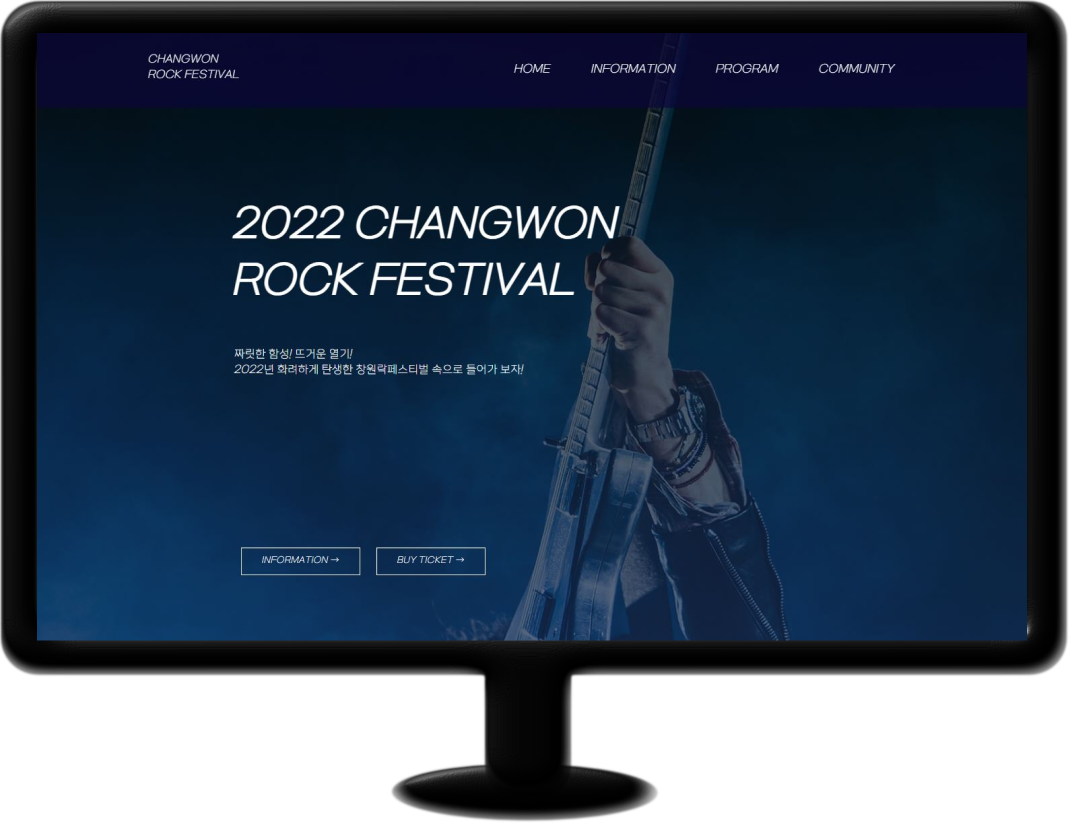 CHANGWON
ROCK FESTIVAL
HOME INFORMATION PROGRAM COMMUNITY
2022 CHANGWON
ROCK FESTIVAL
짜릿한 함성! 뜨거운 열기!
2022년 화려하게 탄생한 창원락페스티벌 속으로 들어가 보자!
INFORMATION → BUY TICKET →